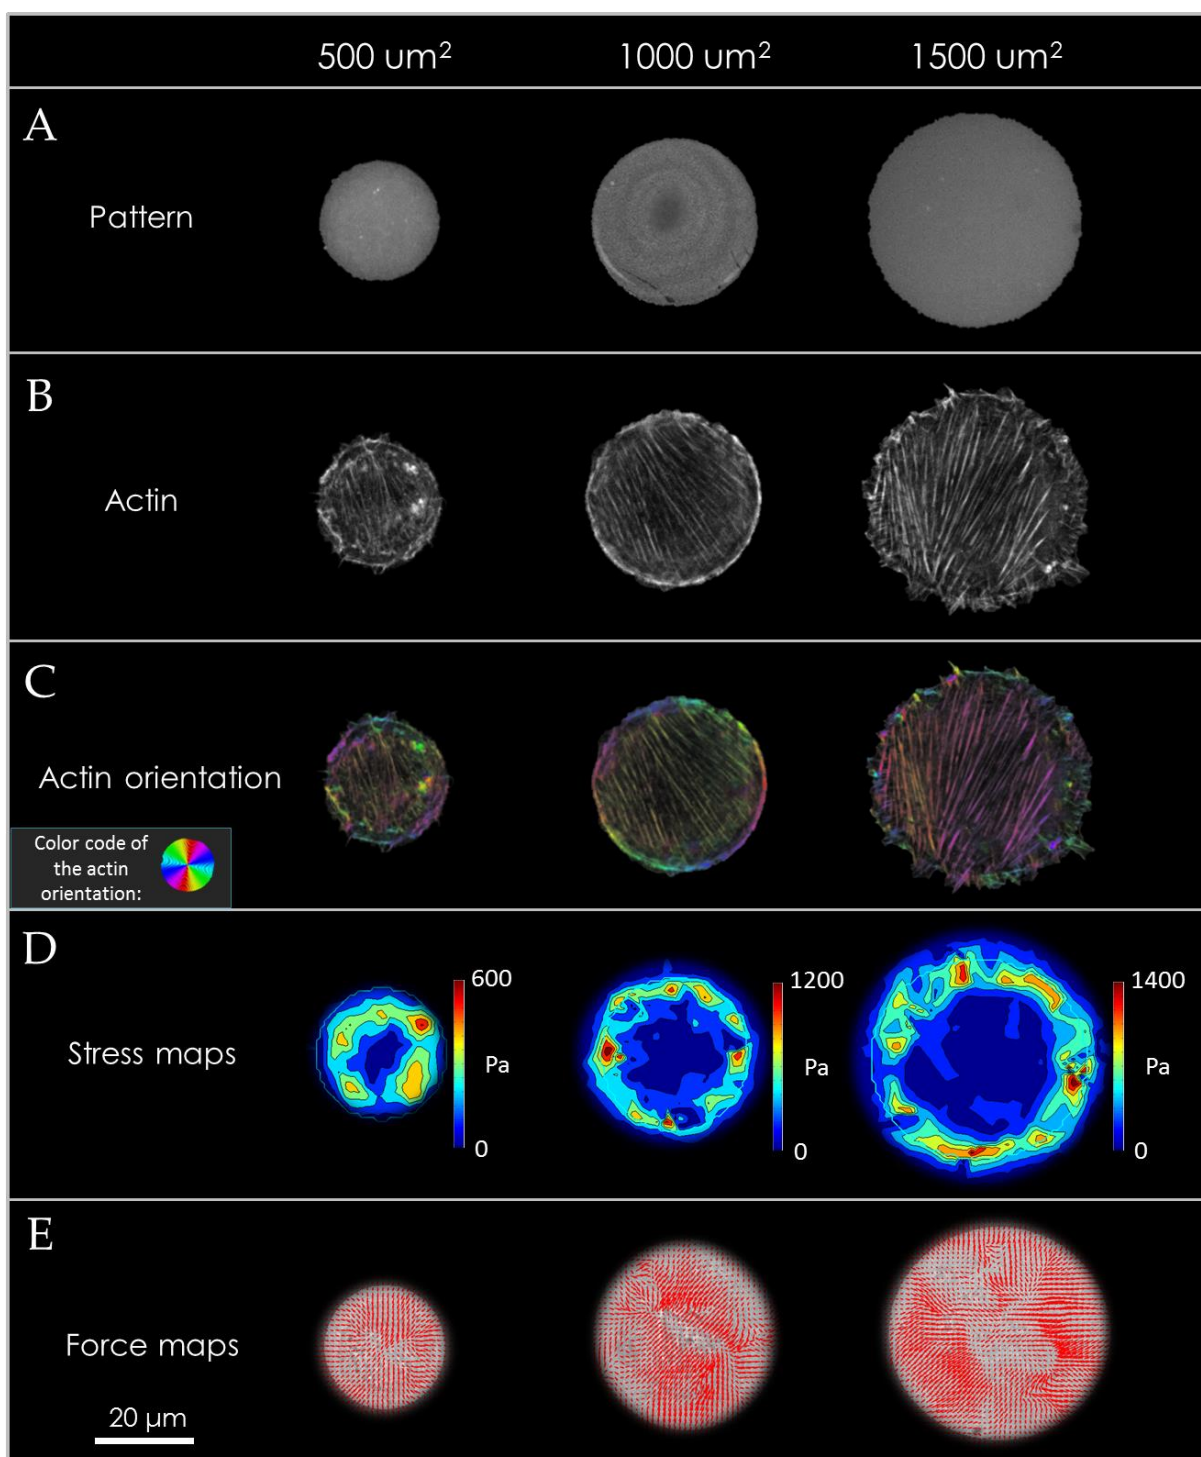 500 um²
1000 um²
1500 um²
A
Pattern
B
Actin
C
Actin orientation
Color code of
the actin
orientation:
D
Stress maps
600
Pa
0
1200
Pa
0
1400
Pa
0
E
Force maps
20 µm